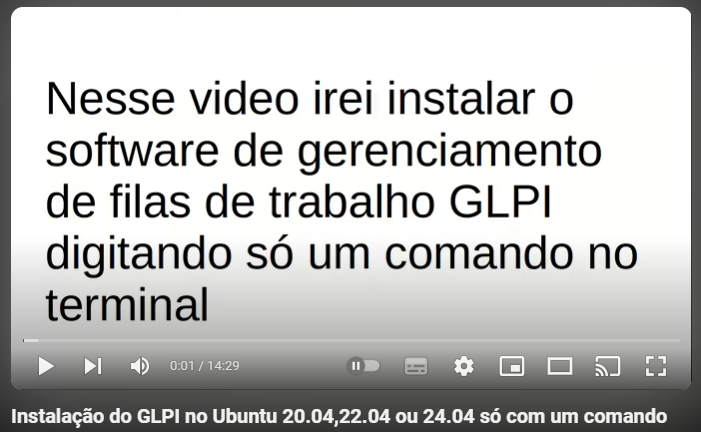 Nesse video irei instalar o
software de gerenciamento
de filas de trabalho GLPI
digitando só um comando no
terminal
0:01 / 14:29
Instalação do GLPI no Ubuntu 20.04,22.04 ou 24.04 só com um comando